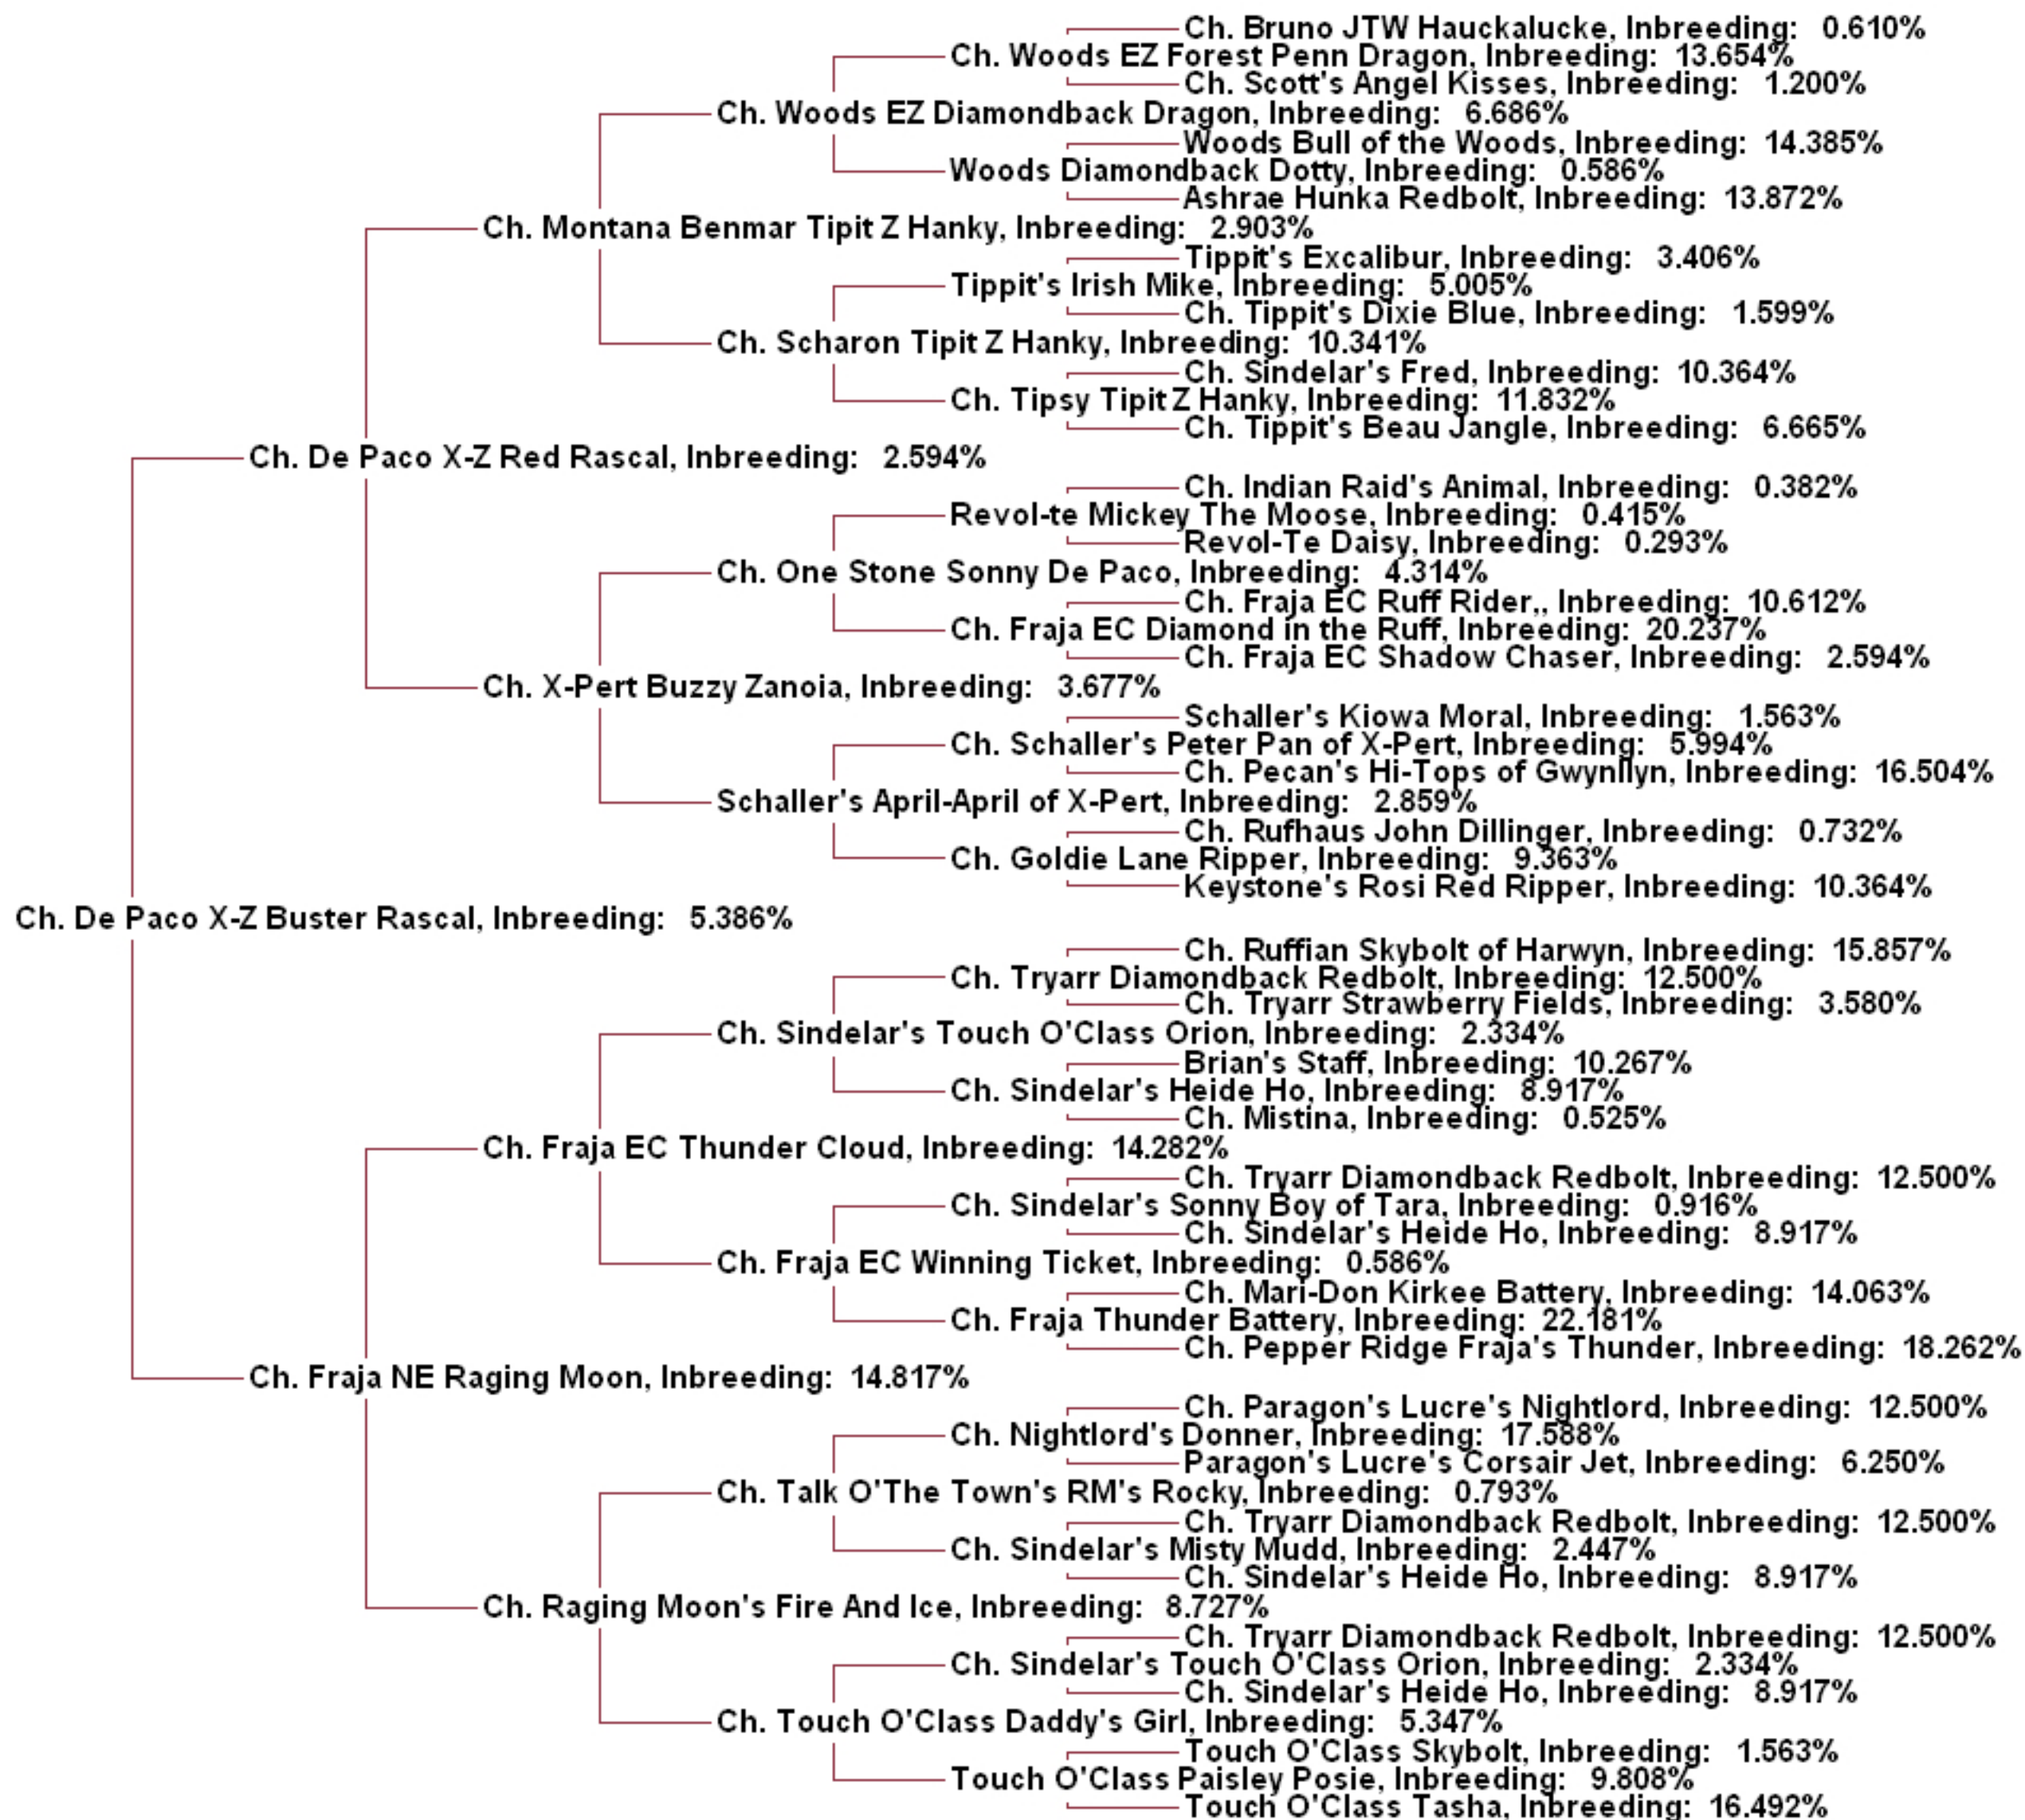 Ch. Bruno JTW Hauckalucke, Inbreeding: 0.610%
Ch. Woods EZ Forest Penn Dragon, Inbreeding: 13.654%
Ch. Scott's Angel Kisses, Inbreeding: 1.200%
Ch. Woods EZ Diamondback Dragon, Inbreeding: 6.686%
Woods Bull of the Woods, Inbreeding: 14.385%
Woods Diamondback Dotty, Inbreeding: 0.586%
Ashrae Hunka Redbolt, Inbreeding: 13.872%
Ch. Montana Benmar Tipit Z Hanky, Inbreeding: 2.903%
Tippit's Excalibur, Inbreeding: 3.406%
Tippit's Irish Mike, Inbreeding: 5.005%
Ch. Tippit's Dixie Blue, Inbreeding: 1.599%
Ch. Scharon Tipit Z Hanky, Inbreeding: 10.341%
Ch. Sindelar's Fred, Inbreeding: 10.364%
Ch. Tipsy Tipit Z Hanky, Inbreeding: 11.832%
Ch. Tippit's Beau Jangle, Inbreeding: 6.665%
Ch. De Paco X-Z Red Rascal, Inbreeding: 2.594%
Ch. Indian Raid's Animal, Inbreeding: 0.382%
Revol-te Mickey The Moose, Inbreeding: 0.415%
Revol-Te Daisy, Inbreeding: 0.293%
Ch. One Stone Sonny De Paco, Inbreeding: 4.314%
Ch. Fraja EC Ruff Rider,, Inbreeding: 10.612%
Ch. Fraja EC Diamond in the Ruff, Inbreeding: 20.237%
Ch. Fraja EC Shadow Chaser, Inbreeding: 2.594%
Ch. X-Pert Buzzy Zanoia, Inbreeding: 3.677%
Schaller's Kiowa Moral, Inbreeding: 1.563%
Ch. Schaller's Peter Pan of X-Pert, Inbreeding: 5.994%
Ch. Pecan's Hi-Tops of Gwynllyn, Inbreeding: 16.504%
Schaller's April-April of X-Pert, Inbreeding: 2.859%
Ch. Rufhaus John Dillinger, Inbreeding: 0.732%
Ch. Goldie Lane Ripper, Inbreeding: 9.363%
Keystone's Rosi Red Ripper, Inbreeding: 10.364%
Ch. De Paco X-Z Buster Rascal, Inbreeding: 5.386%
Ch. Ruffian Skybolt of Harwyn, Inbreeding: 15.857%
Ch. Tryarr Diamondback Redbolt, Inbreeding: 12.500%
Ch. Tryarr Strawberry Fields, Inbreeding: 3.580%
Ch. Sindelar's Touch O'Class Orion, Inbreeding: 2.334%
Brian's Staff, Inbreeding: 10.267%
Ch. Sindelar's Heide Ho, Inbreeding: 8.917%
Ch. Mistina, Inbreeding: 0.525%
Ch. Fraja EC Thunder Cloud, Inbreeding: 14.282%
Ch. Tryarr Diamondback Redbolt, Inbreeding: 12.500%
Ch. Sindelar's Sonny Boy of Tara, Inbreeding: 0.916%
Ch. Sindelar's Heide Ho, Inbreeding: 8.917%
Ch. Fraja EC Winning Ticket, Inbreeding: 0.586%
Ch. Mari-Don Kirkee Battery, Inbreeding: 14.063%
Ch. Fraja Thunder Battery, Inbreeding: 22.181%
Ch. Pepper Ridge Fraja's Thunder, Inbreeding: 18.262%
Ch. Fraja NE Raging Moon, Inbreeding: 14.817%
Ch. Paragon's Lucre's Nightlord, Inbreeding: 12.500%
Ch. Nightlord's Donner, Inbreeding: 17.588%
Paragon's Lucre's Corsair Jet, Inbreeding: 6.250%
Ch. Talk O'The Town's RM's Rocky, Inbreeding: 0.793%
Ch. Tryarr Diamondback Redbolt, Inbreeding: 12.500%
Ch. Sindelar's Misty Mudd, Inbreeding: 2.447%
Ch. Sindelar's Heide Ho, Inbreeding: 8.917%
Ch. Raging Moon's Fire And Ice, Inbreeding: 8.727%
Ch. Tryarr Diamondback Redbolt, Inbreeding: 12.500%
Ch. Sindelar's Touch O'Class Orion, Inbreeding: 2.334%
Ch. Sindelar's Heide Ho, Inbreeding: 8.917%
Ch. Touch O'Class Daddy's Girl, Inbreeding: 5.347%
Touch O'Class Skybolt, Inbreeding: 1.563%
Touch O'Class Paisley Posie, Inbreeding: 9.808%
Touch O'Class Tasha, Inbreeding: 16.492%